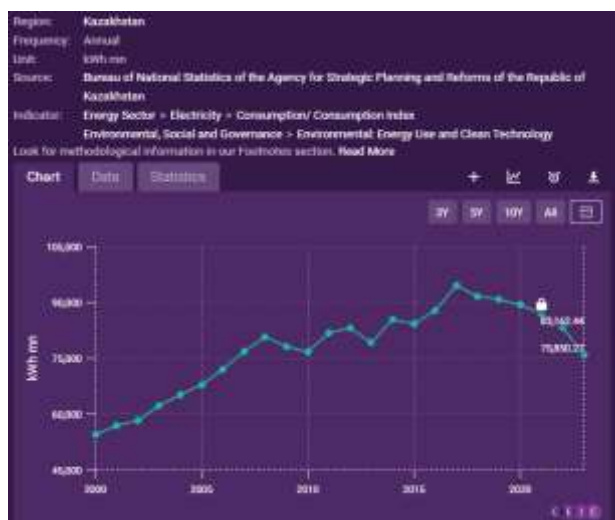 Region: Kazakhstan
Frequency: Annual
Unit: kWh mn
Source: Bureau of National Statistics of the Agency for Strategic Planning and Reforms of the Republic of
Kazakhstan
Indicator: Energy Sector > Electricity > Consumption/ Consumption Index
Environmental, Social and Governance > Environmental: Energy Use and Clean Technology
Look for methodological information in our Footnotes section. Read More
Chart Data Statistics
3Y 5Y 10Y All
105,000
90,000
75,000
60,000
45,000
kWh mn
83,162.44
75,850.27
2000 2005 2010 2015 2020
C E I C